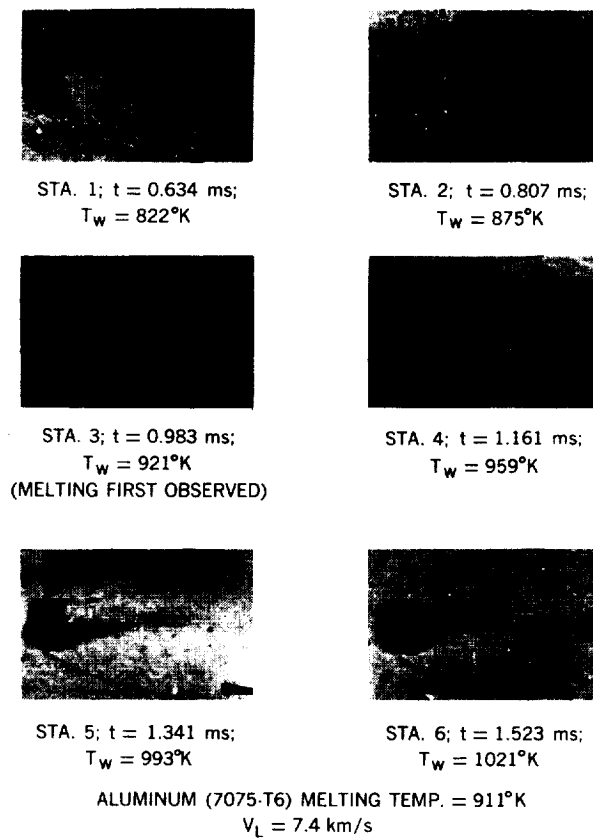 STA. 1; t = 0.634 ms;
T_W = 822°K
STA. 2; t = 0.807 ms;
T_W = 875°K
STA. 3; t = 0.983 ms;
T_W = 921°K
(MELTING FIRST OBSERVED)
STA. 4; t = 1.161 ms;
T_W = 959°K
STA. 5; t = 1.341 ms;
T_W = 993°K
STA. 6; t = 1.523 ms;
T_W = 1021°K
ALUMINUM (7075-T6) MELTING TEMP. = 911°K
V_L = 7.4 km/s